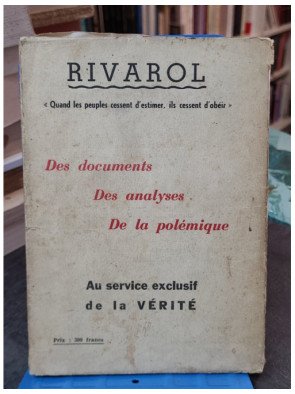 RIVAROL
« Quand les peuples cessent d'estimer, ils cessent d'obéir »
Des documents
Des analyses
De la polémique
Au service exclusif
de la VÉRITÉ
Prix : 300 francs